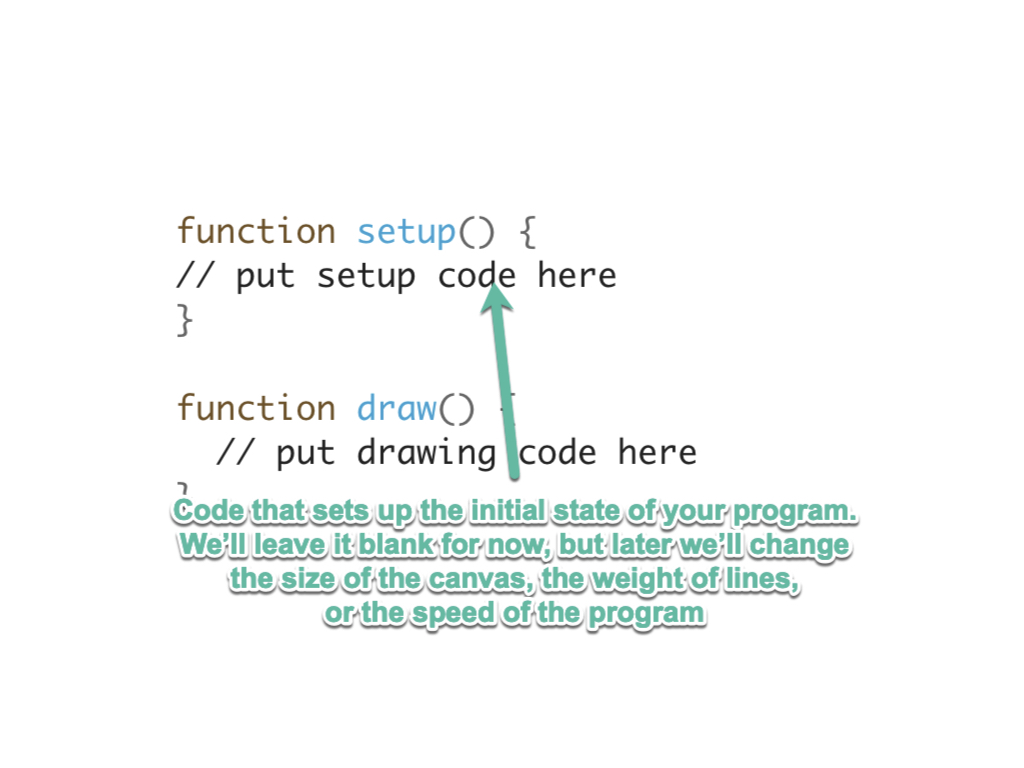 function setup() {
// put setup code here
}
function draw() {
// put drawing code here
}
Code that sets up the initial state of your program.
We’ll leave it blank for now, but later we’ll change
the size of the canvas, the weight of lines,
or the speed of the program